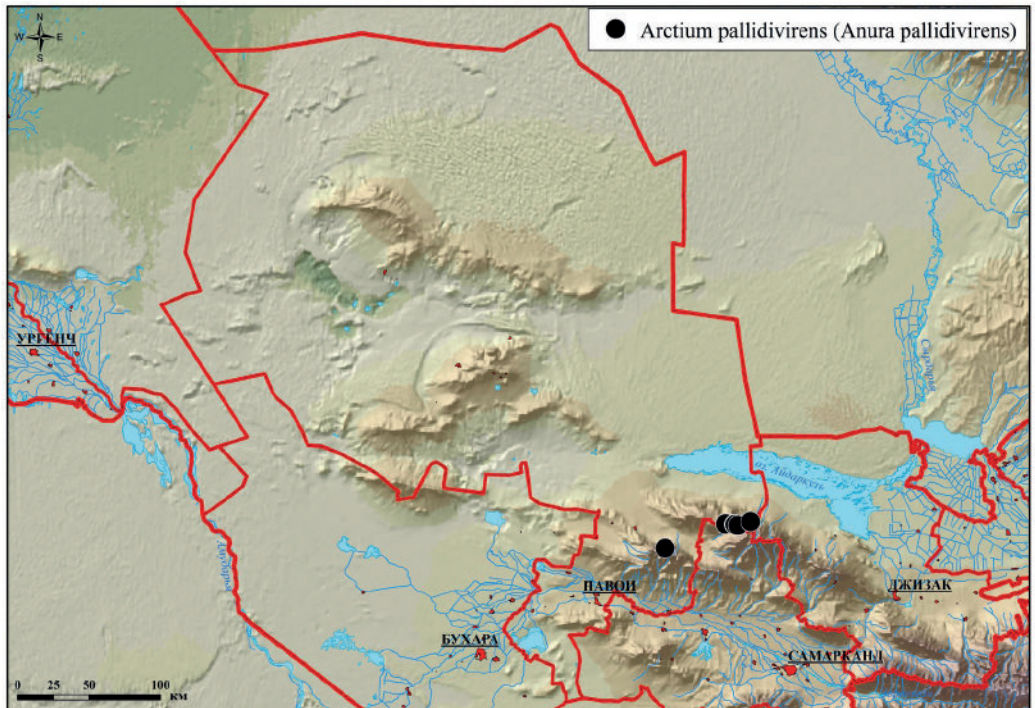 N
W E
S
Arctium pallidivirens (Anura pallidivirens)
УРГЕНЧ
Сырдарья
оз. Айдаркуль
Амударья
НАВОИ
ДЖИЗАК
БУХАРА
САМАРКАНД
0 25 50 100
КМ